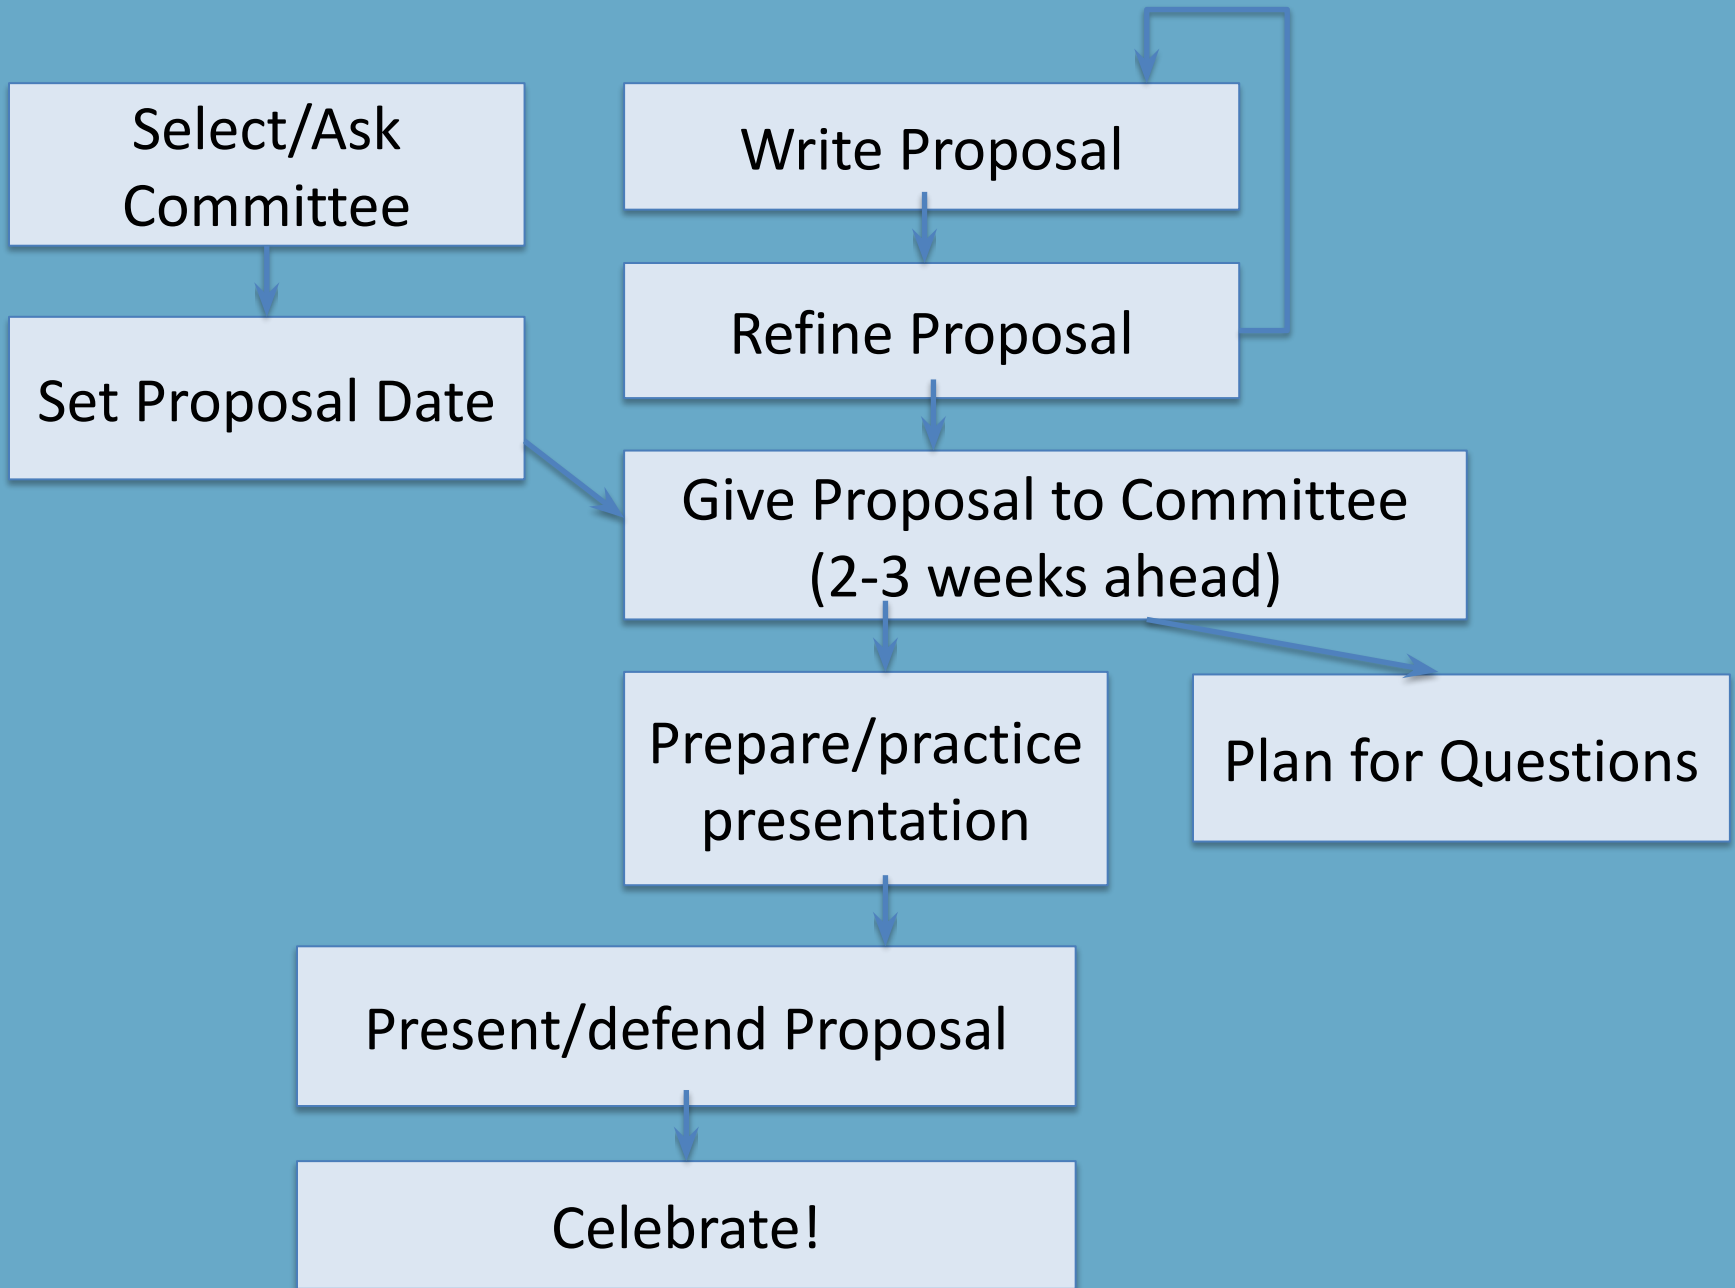 Select/Ask
Committee
Write Proposal
Refine Proposal
Set Proposal Date
Give Proposal to Committee
(2-3 weeks ahead)
Prepare/practice
presentation
Plan for Questions
Present/defend Proposal
Celebrate!